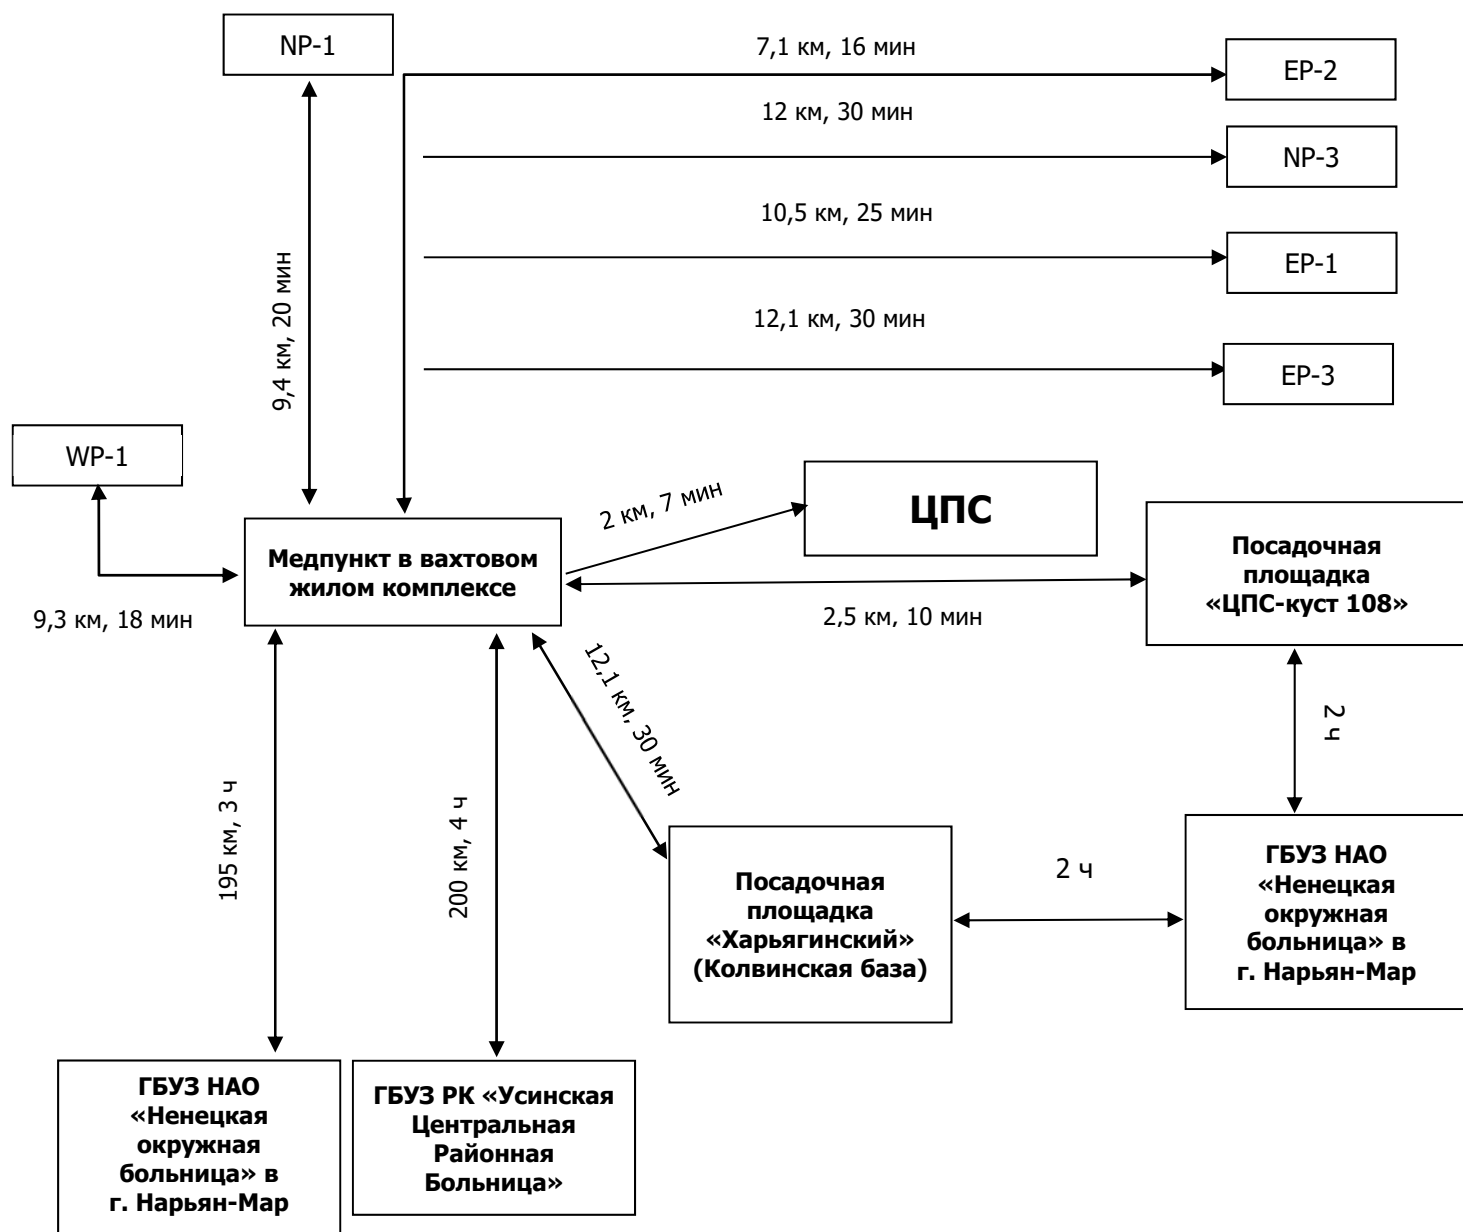 NP-1
7,1 км, 16 мин
EP-2
12 км, 30 мин
NP-3
10,5 км, 25 мин
EP-1
9,4 км, 20 мин
12,1 км, 30 мин
EP-3
WP-1
2 км, 7 мин
ЦПС
Медпункт в вахтовом
жилом комплексе
Посадочная
площадка
«ЦПС-куст 108»
9,3 км, 18 мин
2,5 км, 10 мин
12,1 км, 30 мин
2 ч
195 км, 3 ч
200 км, 4 ч
Посадочная
площадка
«Харьягинский»
(Колвинская база)
2 ч
ГБУЗ НАО
«Ненецкая
окружная
больница» в
г. Нарьян-Мар
ГБУЗ НАО
«Ненецкая
окружная
больница» в
г. Нарьян-Мар
ГБУЗ РК «Усинская
Центральная
Районная
Больница»